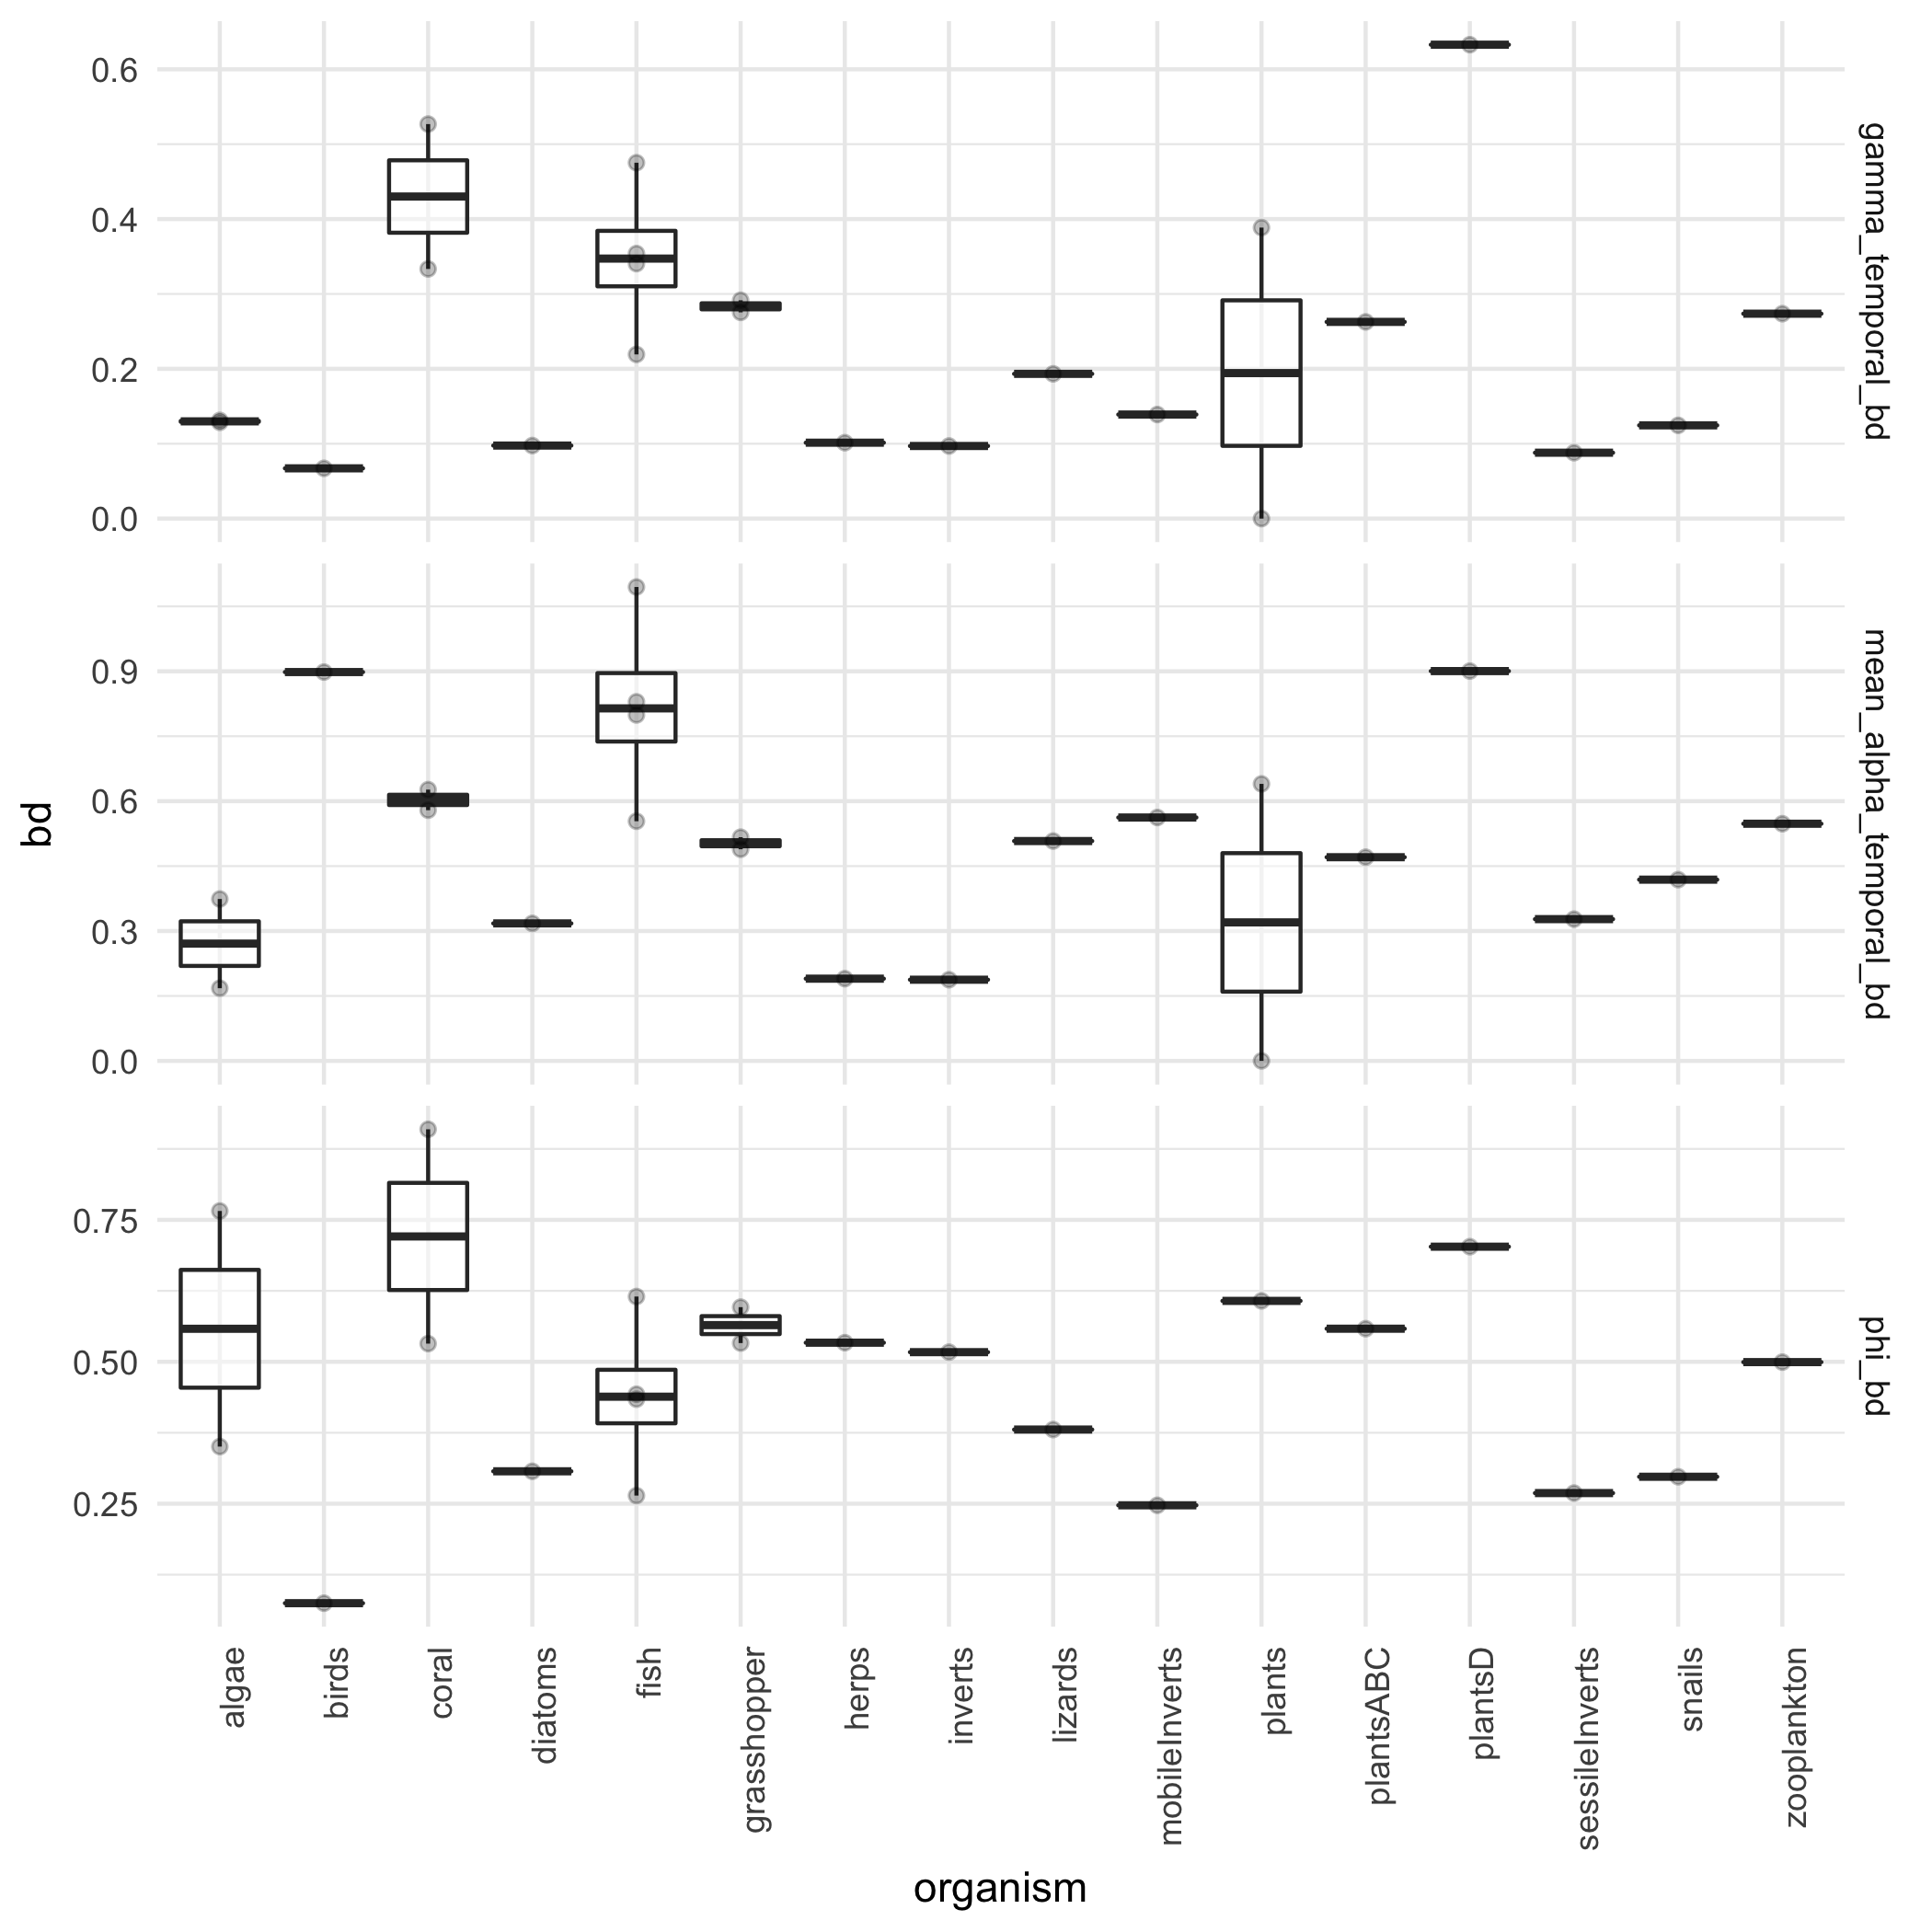 0.6
0.4
0.2
0.0
gamma_temporal_bd
0.9
0.6
0.3
0.0
mean_alpha_temporal_bd
bd
0.75
0.50
0.25
phi_bd
algae
birds
coral
diatoms
fish
grasshopper
herps
inverts
lizards
mobileInverts
plants
plantsABC
plantsD
sessileInverts
snails
zooplankton
organism